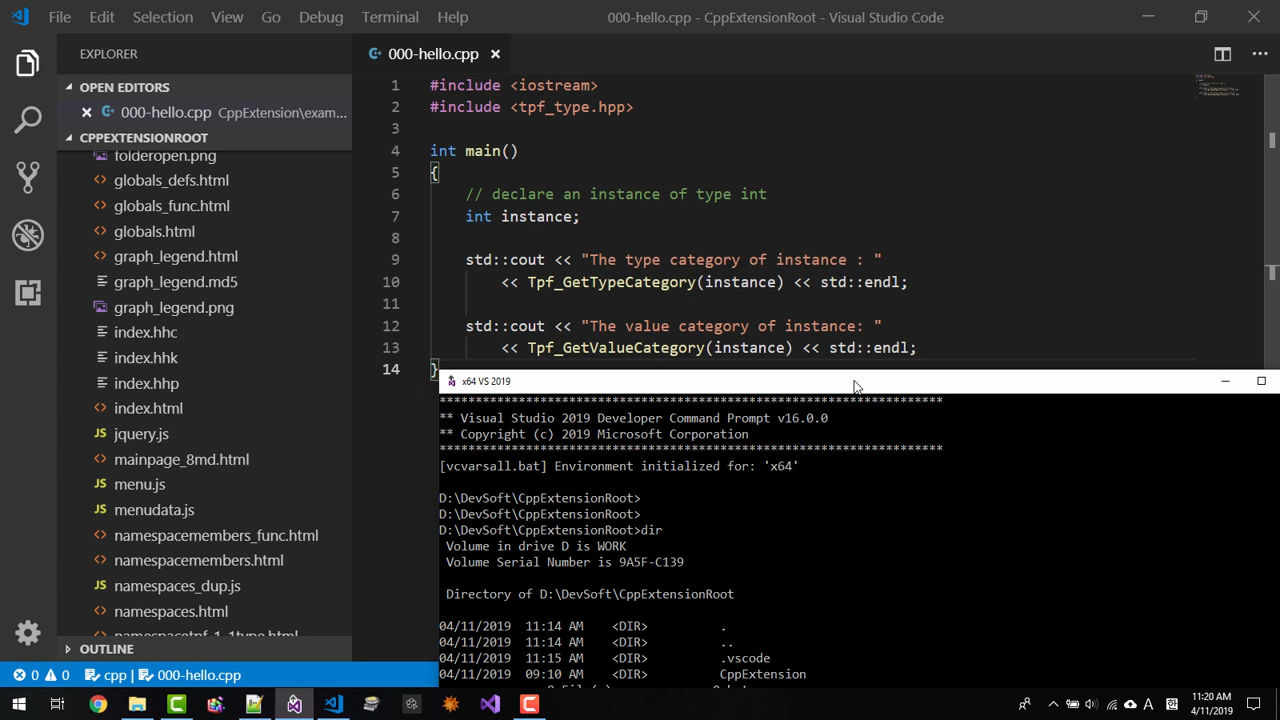 File Edit Selection View Go Debug Terminal Help
000-hello.cpp - CppExtensionRoot - Visual Studio Code
EXPLORER
OPEN EDITORS
000-hello.cpp CppExtension\exam...
CPPEXTENSIONROOT
folderopen.png
globals_defs.html
globals_func.html
globals.html
graph_legend.html
graph_legend.md5
graph_legend.png
index.hhc
index.hhk
index.hhp
index.html
jquery.js
mainpage_8md.html
menu.js
menudata.js
namespacemembers_func.html
namespacemembers.html
namespaces_dup.js
namespaces.html
namespacetpf_1_1type.html
OUTLINE
000-hello.cpp
1 #include <iostream>
2 #include <tpf_type.hpp>
3
4 int main()
5 {
6 // declare an instance of type int
7 int instance;
8
9 std::cout << "The type category of instance : "
10 << Tpf_GetTypeCategory(instance) << std::endl;
11
12 std::cout << "The value category of instance: "
13 << Tpf_GetValueCategory(instance) << std::endl;
14 }
x64 VS 2019
**********************************************************************
** Visual Studio 2019 Developer Command Prompt v16.0.0
** Copyright (c) 2019 Microsoft Corporation
**********************************************************************
[vcvarsall.bat] Environment initialized for: 'x64'
D:\DevSoft\CppExtensionRoot>
D:\DevSoft\CppExtensionRoot>
D:\DevSoft\CppExtensionRoot>dir
Volume in drive D is WORK
Volume Serial Number is 9A5F-C139
Directory of D:\DevSoft\CppExtensionRoot
04/11/2019 11:14 AM <DIR> .
04/11/2019 11:14 AM <DIR> ..
04/11/2019 11:15 AM <DIR> .vscode
04/11/2019 09:10 AM <DIR> CppExtension
0 0 cpp 000-hello.cpp
A 11:20 AM
4/11/2019